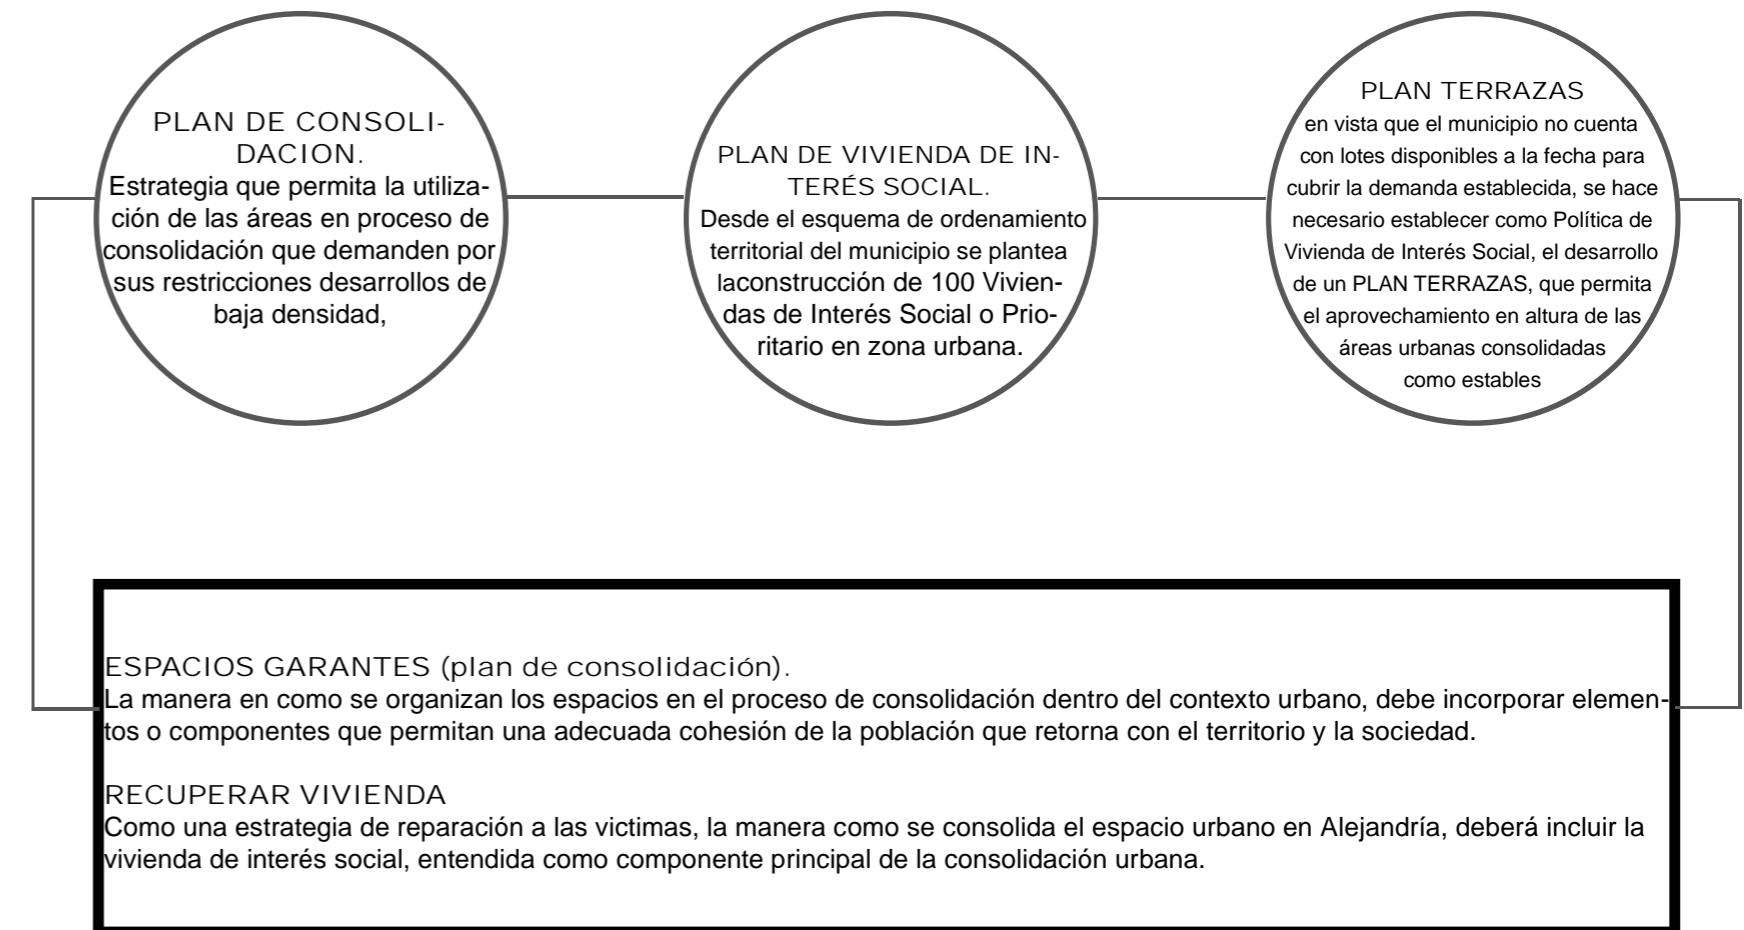 PLAN DE CONSOLI-
DACION.
Estrategia que permita la utiliza-
ción de las áreas en proceso de
consolidación que demanden por
sus restricciones desarrollos de
baja densidad,
PLAN DE VIVIENDA DE IN-
TERÉS SOCIAL.
Desde el esquema de ordenamiento
territorial del municipio se plantea
laconstrucción de 100 Vivien-
das de Interés Social o Prio-
ritario en zona urbana.
PLAN TERRAZAS
en vista que el municipio no cuenta
con lotes disponibles a la fecha para
cubrir la demanda establecida, se hace
necesario establecer como Política de
Vivienda de Interés Social, el desarrollo
de un PLAN TERRAZAS, que permita
el aprovechamiento en altura de las
áreas urbanas consolidadas
como estables
ESPACIOS GARANTES (plan de consolidación).
La manera en como se organizan los espacios en el proceso de consolidación dentro del contexto urbano, debe incorporar elemen-
tos o componentes que permitan una adecuada cohesión de la población que retorna con el territorio y la sociedad.
RECUPERAR VIVIENDA
Como una estrategia de reparación a las victimas, la manera como se consolida el espacio urbano en Alejandría, deberá incluir la
vivienda de interés social, entendida como componente principal de la consolidación urbana.